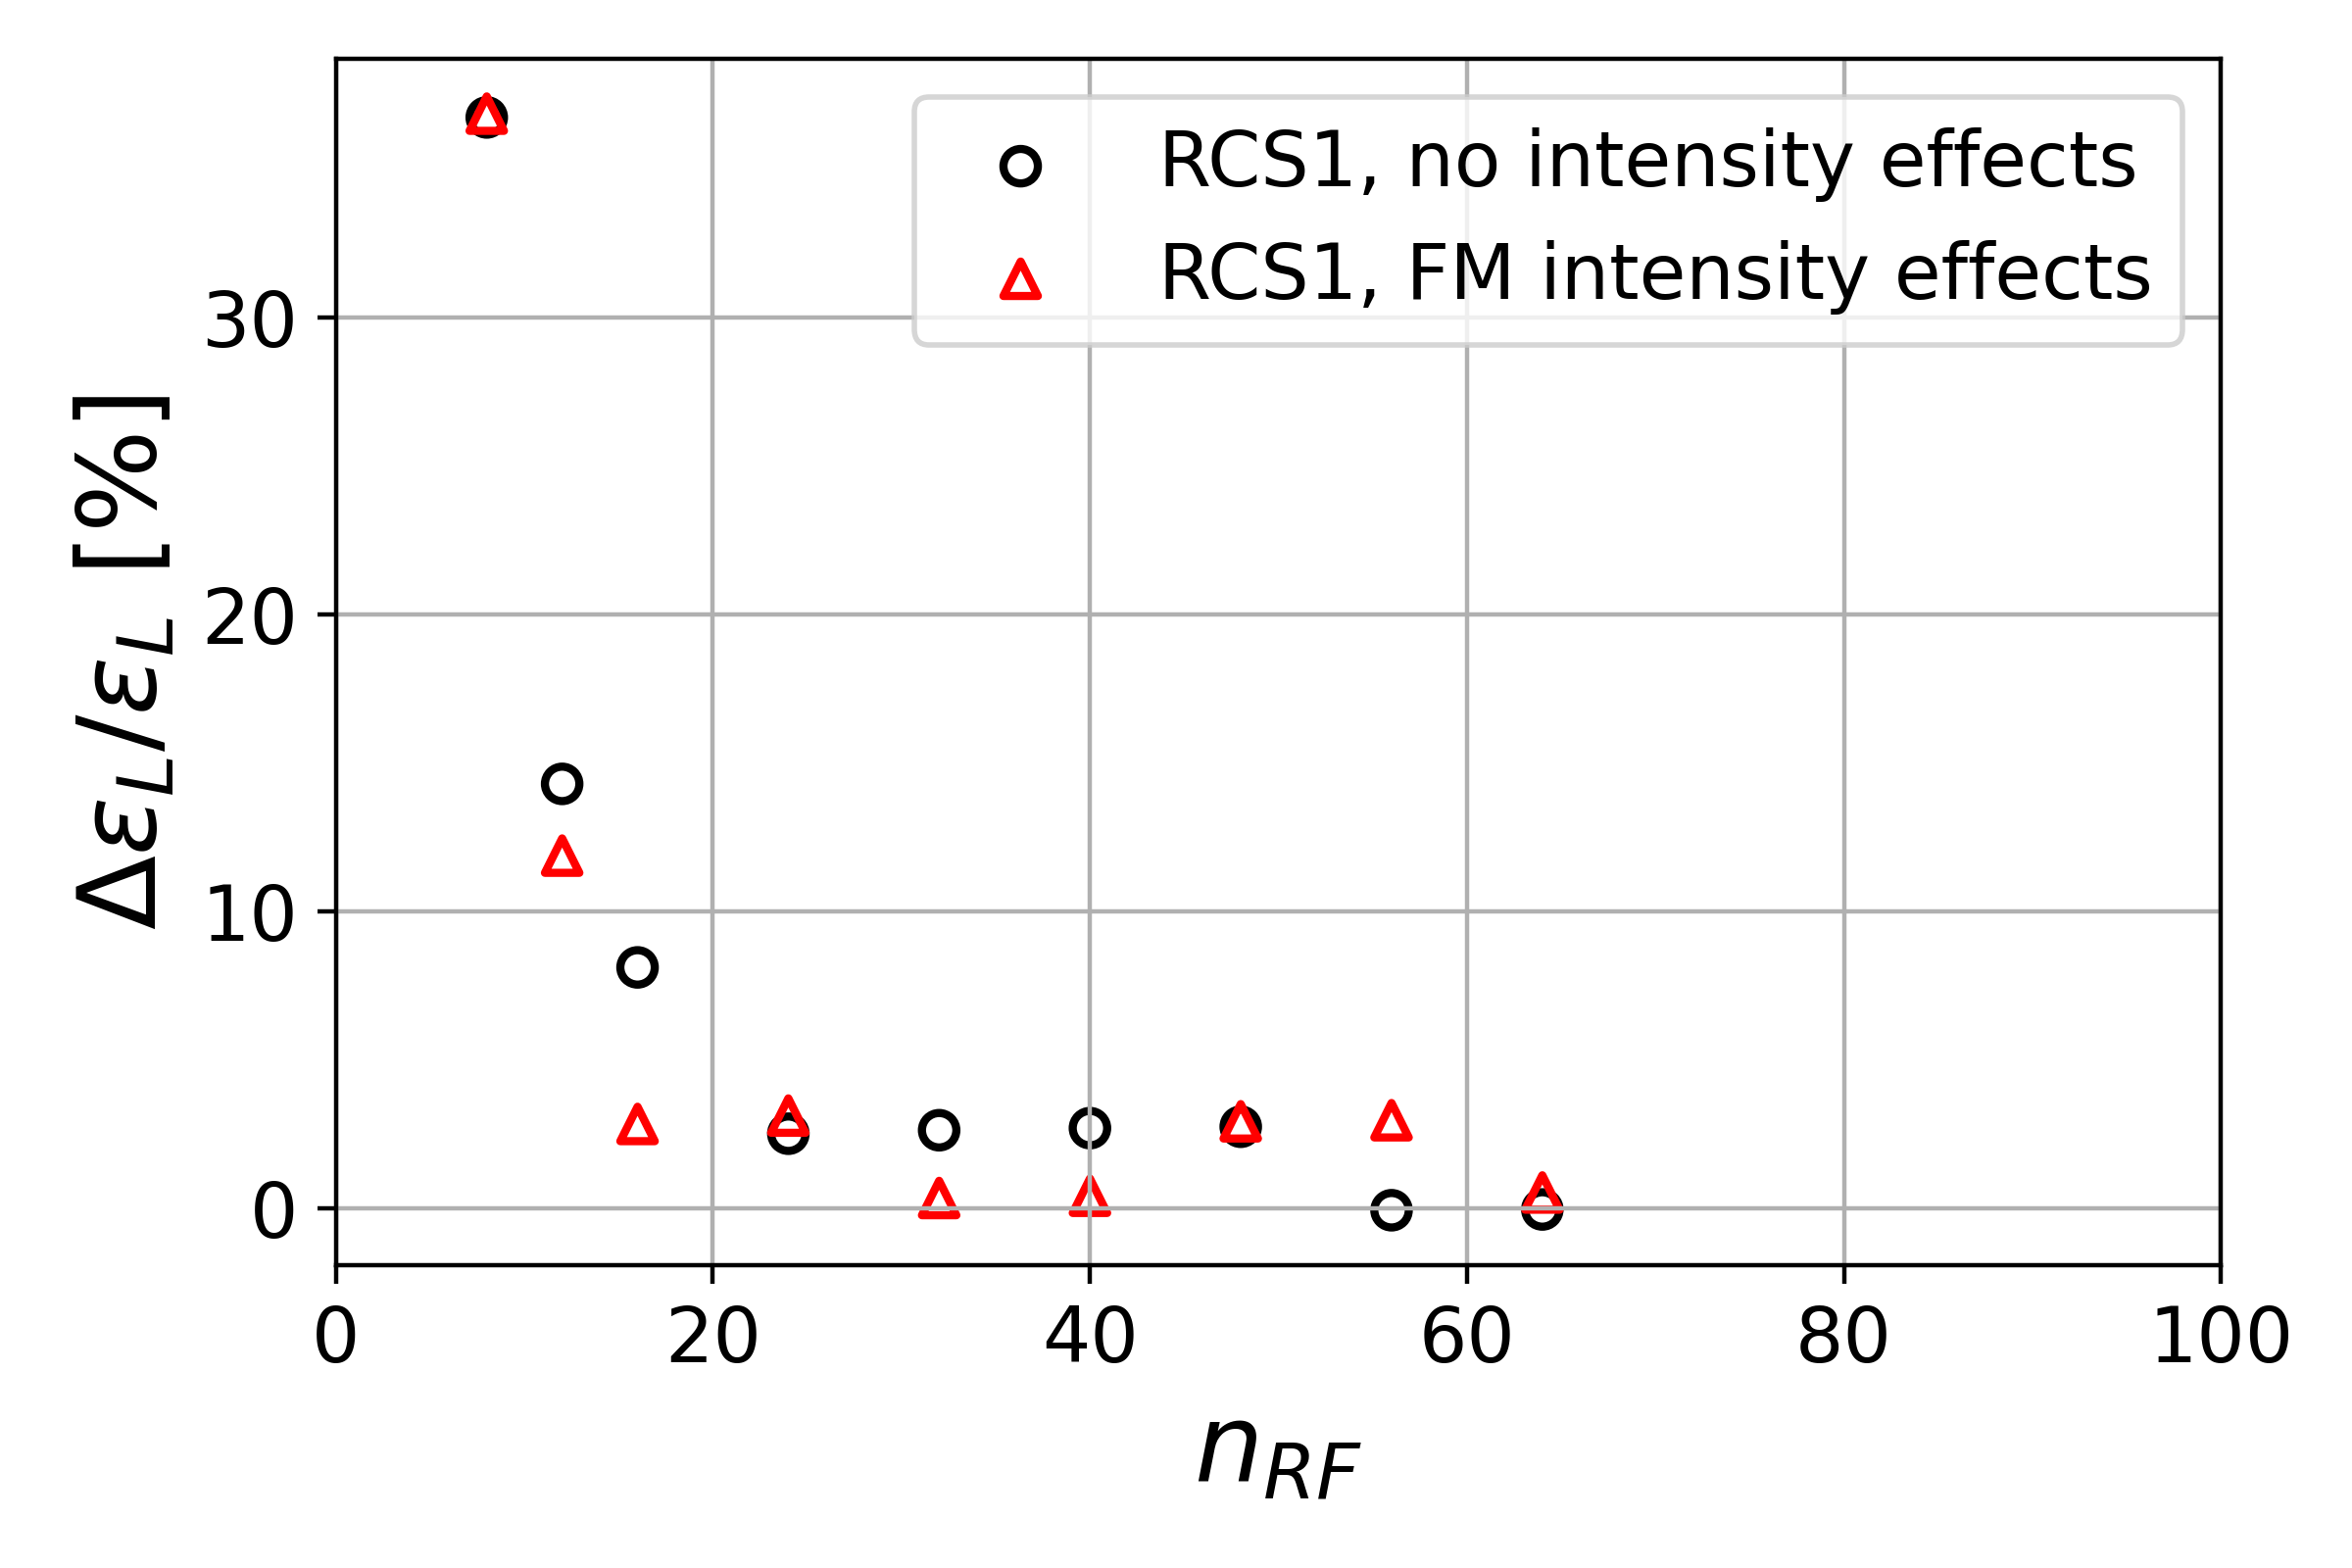 RCS1, no intensity effects
RCS1, FM intensity effects
Δε_L/ε_L [%]
30
20
10
0
0 20 40 60 80 100
n_RF